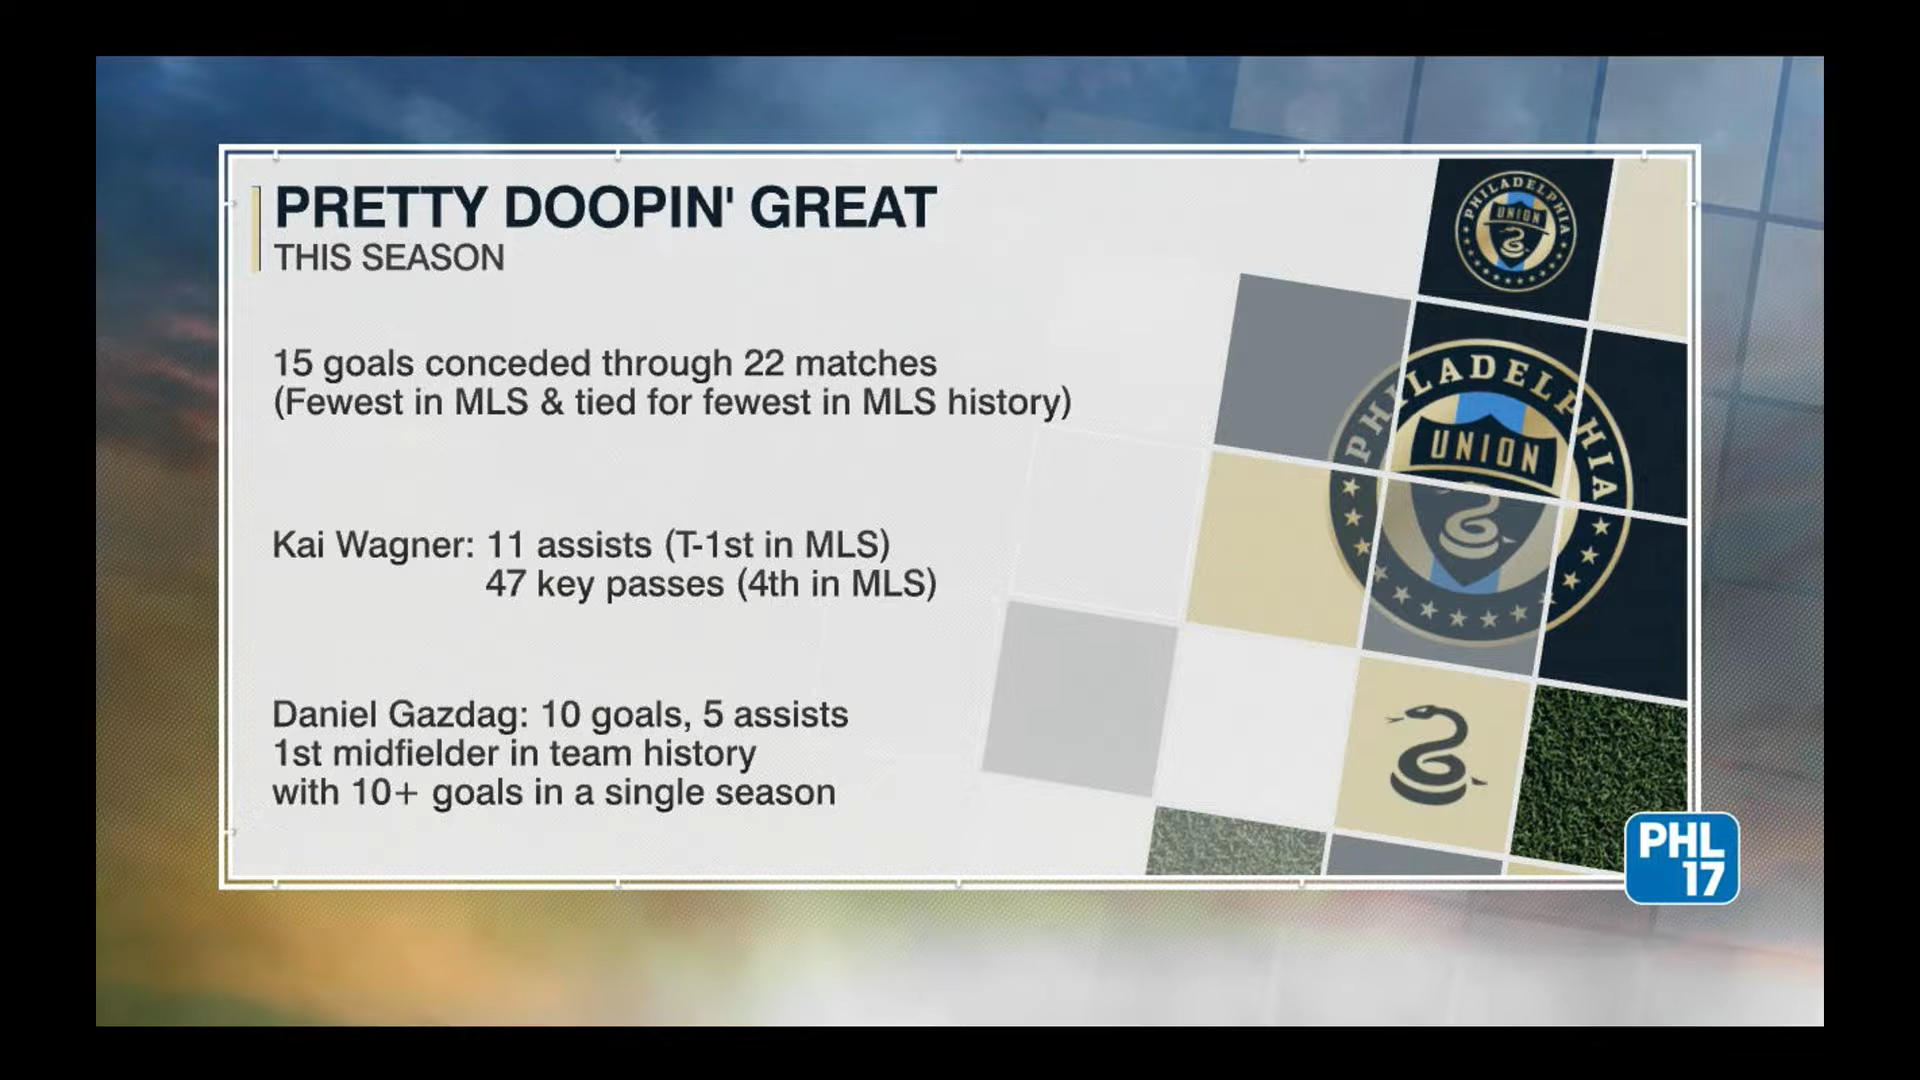 PRETTY DOOPIN' GREAT
THIS SEASON
PHILADELPHIA
UNION
15 goals conceded through 22 matches
(Fewest in MLS & tied for fewest in MLS history)
PHILADELPHIA
UNION
Kai Wagner: 11 assists (T-1st in MLS)
47 key passes (4th in MLS)
Daniel Gazdag: 10 goals, 5 assists
1st midfielder in team history
with 10+ goals in a single season
PHL
17